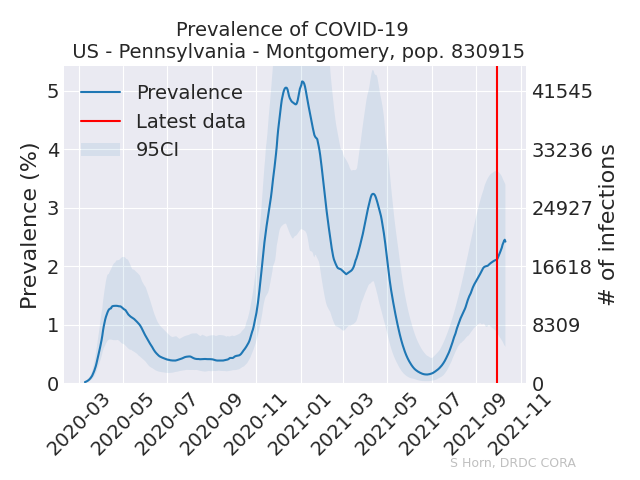 Prevalence of COVID-19
US - Pennsylvania - Montgomery, pop. 830915
Prevalence
Latest data
95CI
Prevalence (%)
5
4
3
2
1
0
41545
33236
24927
16618
8309
0
# of infections
2020-03
2020-05
2020-07
2020-09
2020-11
2021-01
2021-03
2021-05
2021-07
2021-09
2021-11
S Horn, DRDC CORA